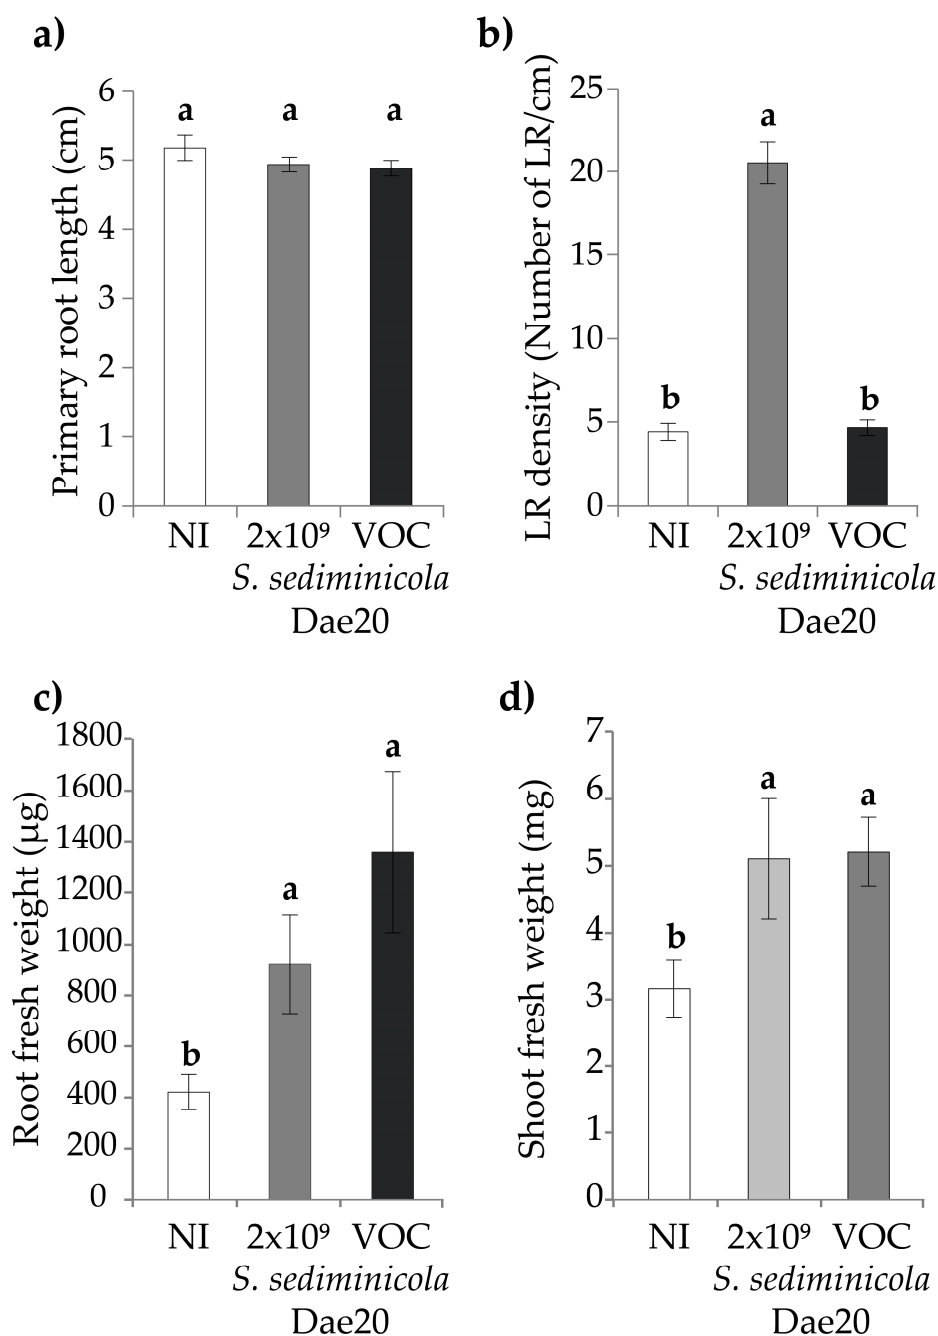 a)
Primary root length (cm)
6
5
4
3
2
1
0
a
a
a
NI
2x10⁹
VOC
S. sediminicola
Dae20
b)
LR density (Number of LR/cm)
25
20
15
10
5
0
b
a
b
NI
2x10⁹
VOC
S. sediminicola
Dae20
c)
Root fresh weight (µg)
1800
1600
1400
1200
1000
800
600
400
200
0
b
a
a
NI
2x10⁹
VOC
S. sediminicola
Dae20
d)
Shoot fresh weight (mg)
7
6
5
4
3
2
1
0
b
a
a
NI
2x10⁹
VOC
S. sediminicola
Dae20